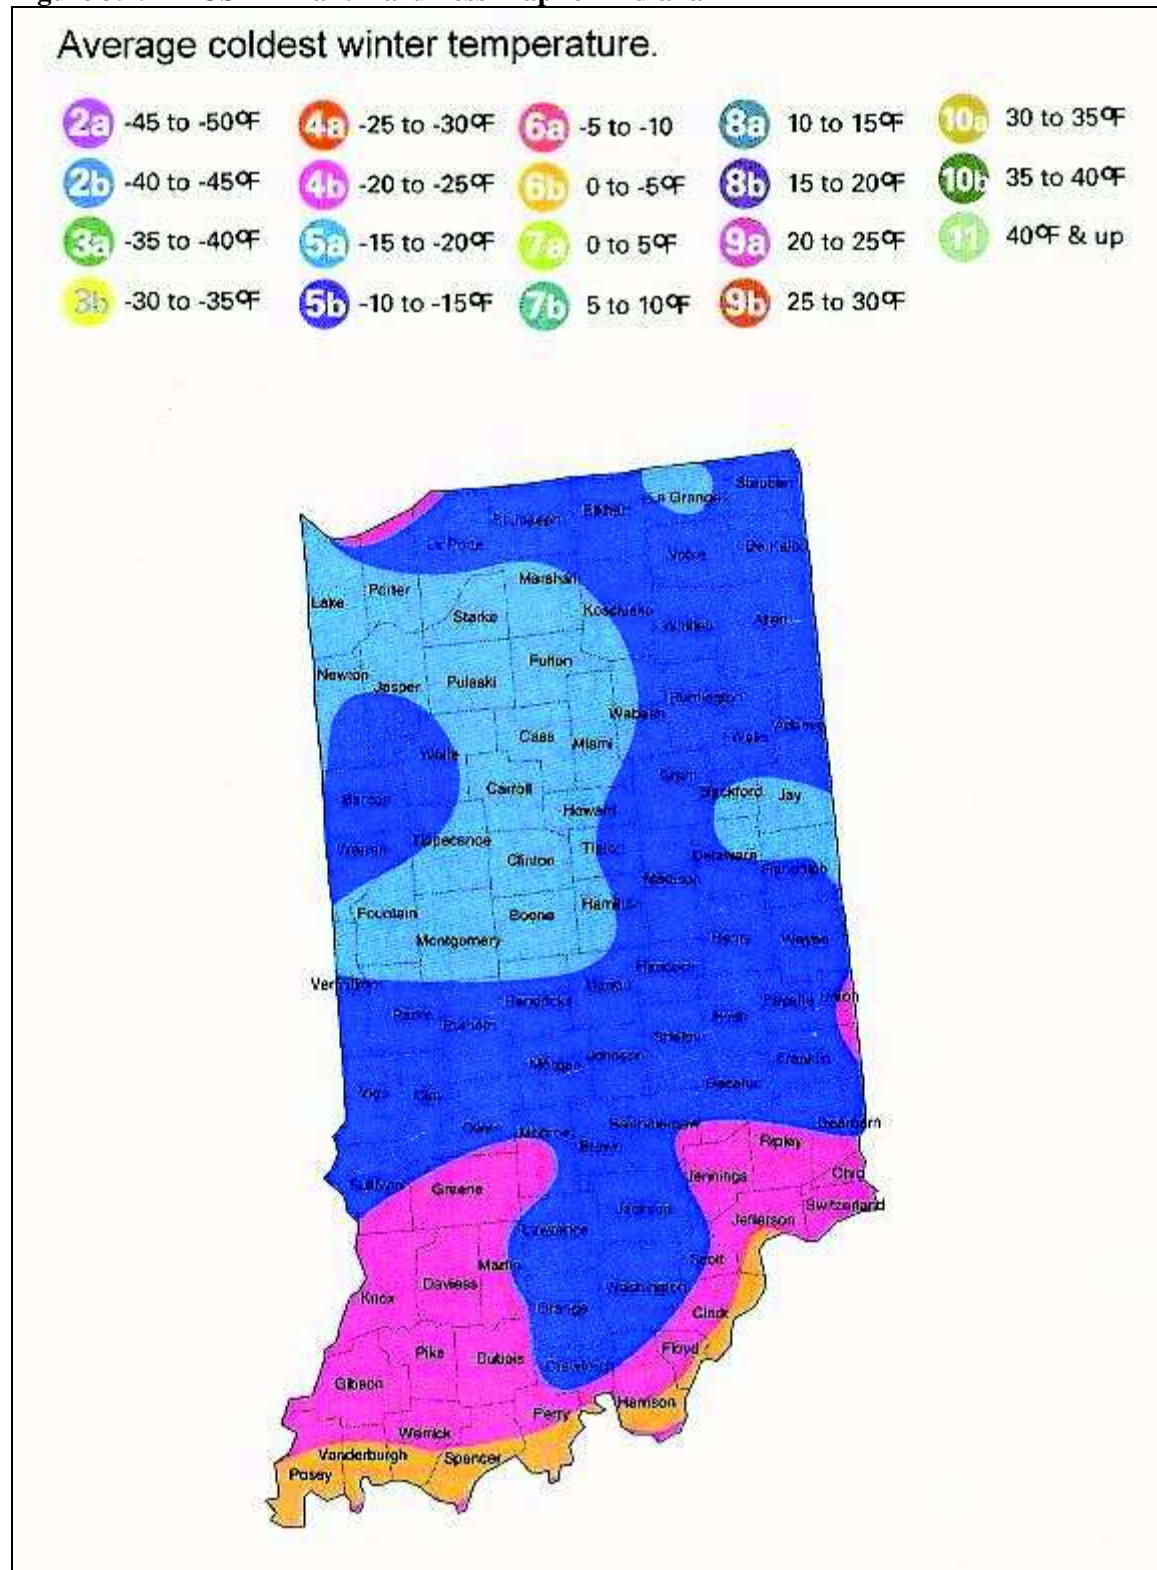 Average coldest winter temperature.
2a -45 to -50°F 4a -25 to -30°F 6a -5 to -10 8a 10 to 15°F 10a 30 to 35°F
2b -40 to -45°F 4b -20 to -25°F 6b 0 to -5°F 8b 15 to 20°F 10b 35 to 40°F
3a -35 to -40°F 5a -15 to -20°F 7a 0 to 5°F 9a 20 to 25°F 11 40°F & up
3b -30 to -35°F 5b -10 to -15°F 7b 5 to 10°F 9b 25 to 30°F
Steuben
La Grange
Elkhart
La Porte
Noble
De Kalb
Marshall
Porter
Lake
Kosciusko
Starke
Allen
Fulton
Newton
Jasper
Pulaski
Huntington
Wabash
Adams
Cass
Wells
Miami
White
Grant
Carroll
Blackford
Jay
Benton
Howard
Tippecanoe
Warren
Tipton
Delaware
Clinton
Randolph
Madison
Hamilton
Fountain
Boone
Montgomery
Henry
Wayne
Hancock
Hendricks
Marion
Fayette
Union
Parke
Putnam
Rush
Shelby
Johnson
Morgan
Franklin
Decatur
Vigo
Clay
Dearborn
Owen
Monroe
Bartholomew
Brown
Ripley
Jennings
Ohio
Sullivan
Greene
Switzerland
Jackson
Jefferson
Lawrence
Scott
Martin
Daviess
Washington
Knox
Orange
Clark
Floyd
Pike
Dubois
Crawford
Gibson
Harrison
Perry
Warrick
Vanderburgh
Spencer
Posey